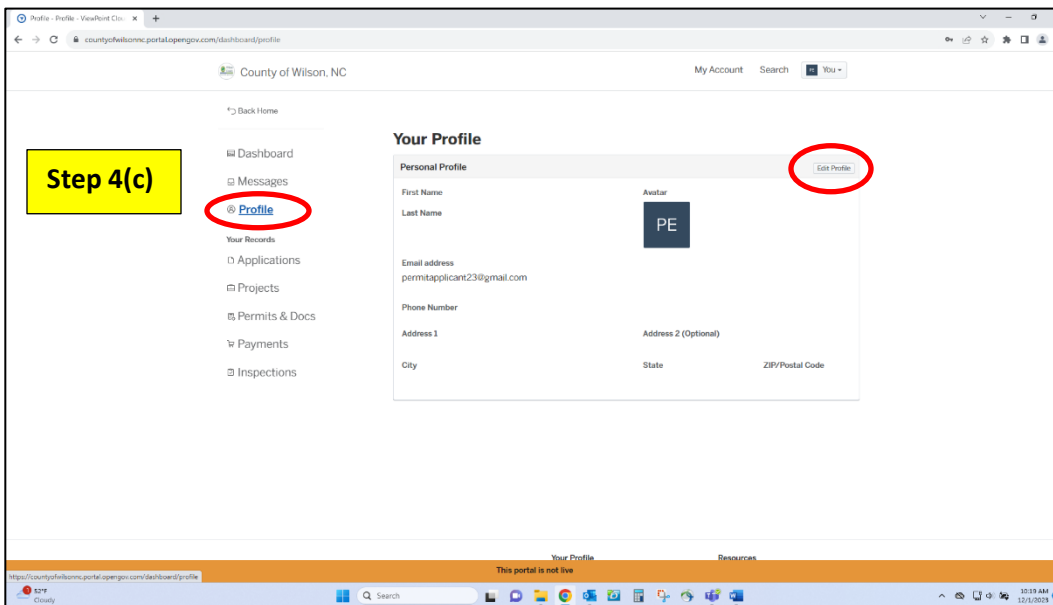 Profile - Profile - ViewPoint Clou
countyofwilsonnc.portal.opengov.com/dashboard/profile
County of Wilson, NC
My Account Search PE You
Back Home
Step 4(c)
Dashboard
Messages
Profile
Your Records
Applications
Projects
Permits & Docs
Payments
Inspections
Your Profile
Personal Profile
Edit Profile
First Name
Avatar
Last Name
PE
Email address
permitapplicant23@gmail.com
Phone Number
Address 1
Address 2 (Optional)
City
State
ZIP/Postal Code
Your Profile
Resources
This portal is not live
https://countyofwilsonnc.portal.opengov.com/dashboard/profile
52°F
Cloudy
Search
10:19 AM
12/1/2023